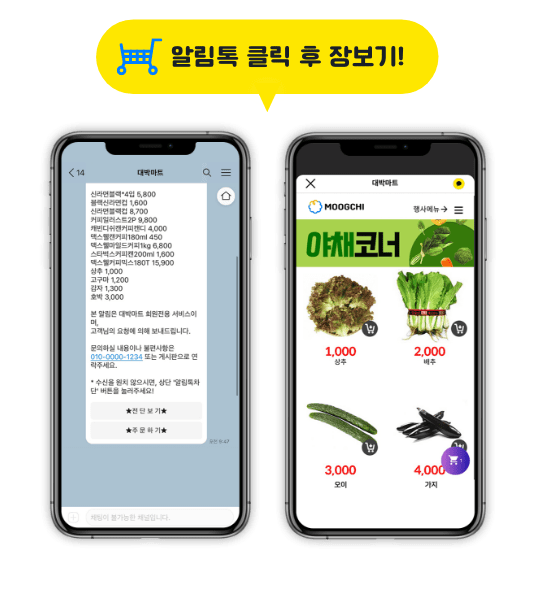 알림톡 클릭 후 장보기!
14
대박마트
신라면블랙*4입 5,800
블랙신라면컵 1,600
신라면블랙컵 8,700
커피일러스트2P 9,800
캐빈디쉬캔커피캔디 4,000
맥스웰캔커피180ml 450
맥스웰마일드커피1kg 6,800
스타벅스커피캔200ml 1,600
맥스웰커피믹스180T 15,900
상추 1,000
고구마 1,200
감자 1,300
호박 3,000
본 알림은 대박마트 회원전용 서비스이
며,
고객님의 요청에 의해 보내드립니다.
문의하실 내용이나 불편사항은
010-0000-1234 또는 게시판으로 연
락주세요.
* 수신을 원치 않으시면, 상단 '알림톡차
단' 버튼을 눌러주세요!
★전 단 보 기★
★주 문 하 기★
오전 9:47
채팅이 불가능한 채널입니다.
대박마트
MOOGCHI
행사메뉴→
야채코너
1,000
상추
2,000
배추
3,000
오이
4,000
가지
1